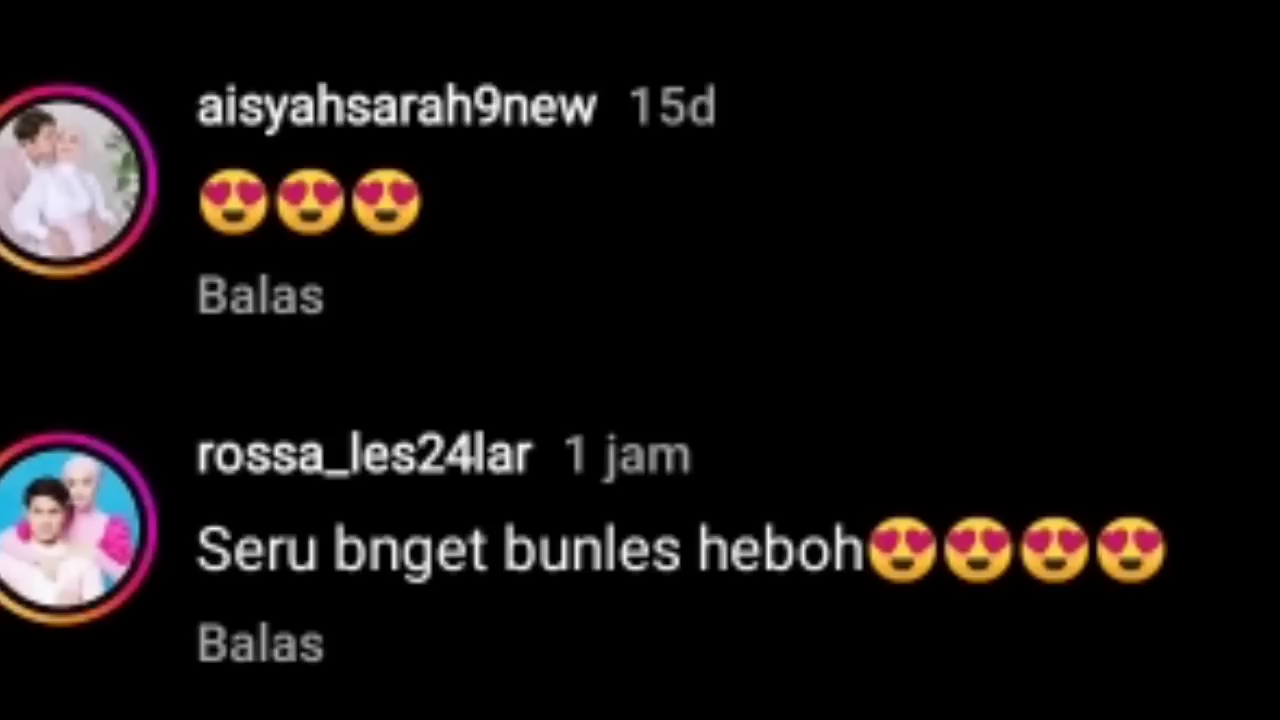 aisyahsarah9new 15d
😍😍😍
Balas
rossa_les24lar 1 jam
Seru bnget bunles heboh😍😍😍😍
Balas